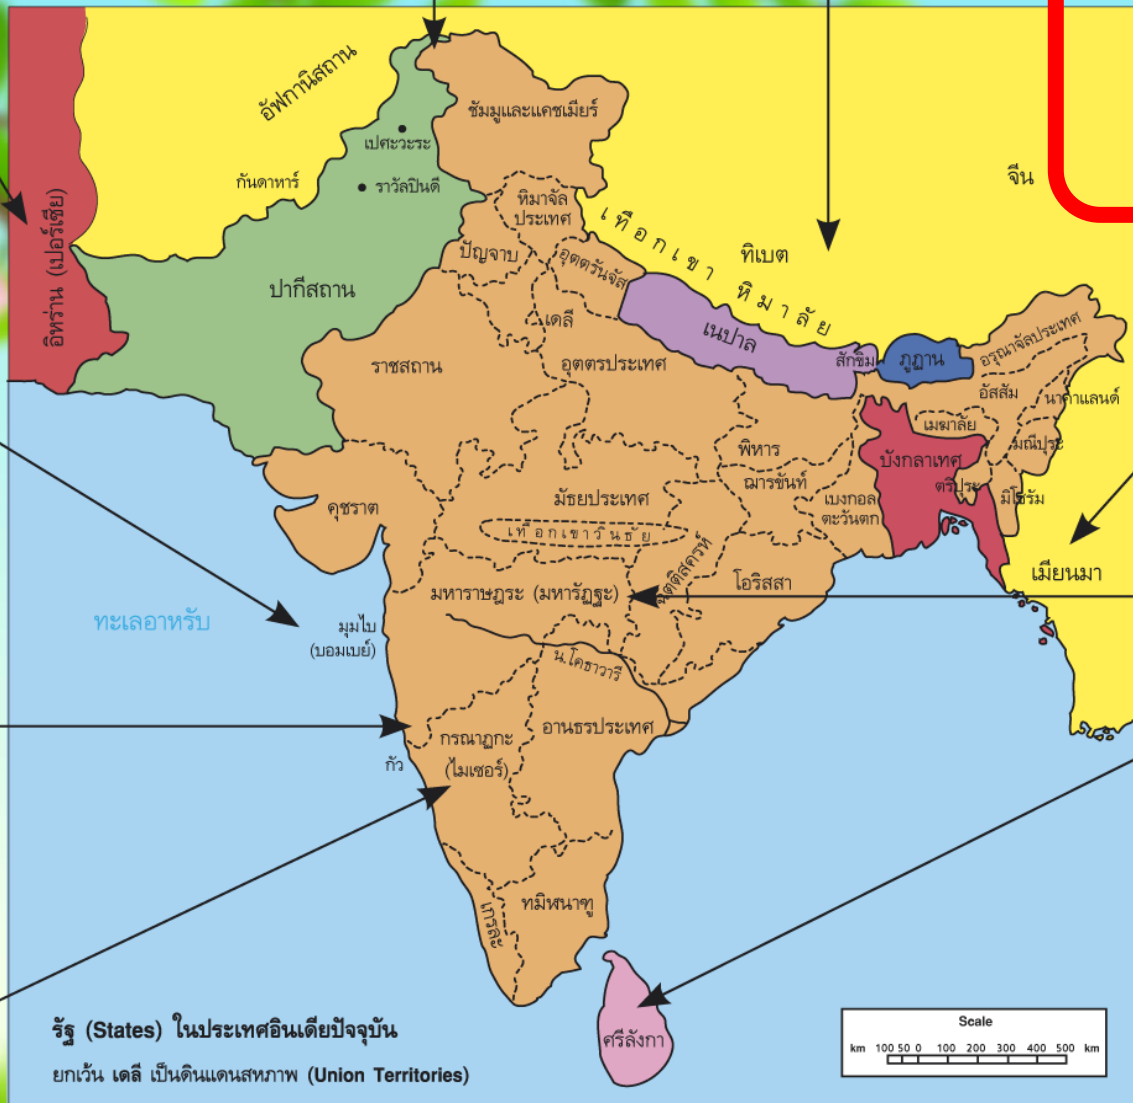 อัฟกานิสถาน
ชัมมูและแคชเมียร์
เปศะวะระ
กันดาหาร์
ราวัลปินดี
จีน
หิมาจัล
ประเทศ
อิหร่าน (เปอร์เซีย)
ปัญจาบ
อุตตรันจัส
เทือกเขา หิมาลัย
ทิเบต
ปากีสถาน
เดลี
เนปาล
สักขิม
ภูฏาน
อรุณาจัลประเทศ
ราชสถาน
อุตตรประเทศ
อัสสัม
นาคาแลนด์
เมฆาลัย
มณีปุระ
พิหาร
บังกลาเทศ
ฌารขันท์
ตริปุระ
มิโซรัม
คุชราต
มัธยประเทศ
เบงกอล
ตะวันตก
เทือกเขาวินธัย
ฉัตติสครห์
โอริสสา
เมียนมา
มหาราษฎระ (มหารัฏฐะ)
ทะเลอาหรับ
มุมไบ
(บอมเบย์)
น.โคธาวารี
อานธรประเทศ
กรณาฏกะ
(ไมเซอร์)
กัว
เกรละ
ทมิฬนาฑู
ศรีลังกา
รัฐ (States) ในประเทศอินเดียปัจจุบัน
ยกเว้น เดลี เป็นดินแดนสหภาพ (Union Territories)
Scale
km 100 50 0 100 200 300 400 500 km